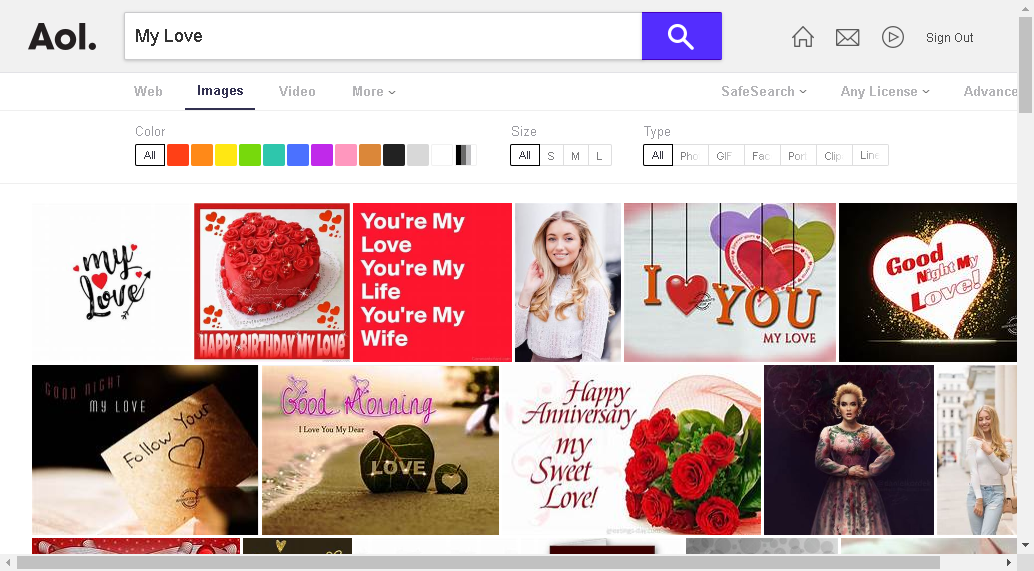 Aol.
My Love
Sign Out
Web
Images
Video
More
SafeSearch
Any License
Advance
Color
Size
Type
All
All
S
M
L
All
Pho
GIF
Fac
Por
Clip
Line
my
Love
HAPPY BIRTHDAY MY LOVE
You're My
Love
You're My
Life
You're My
Wife
I YOU
MY LOVE
Good
Night My
Love!
GOOD NIGHT
MY LOVE
Follow Your
Good Morning
I Love You My Dear
LOVE
Happy
Anniversary
my
Sweet
Love!